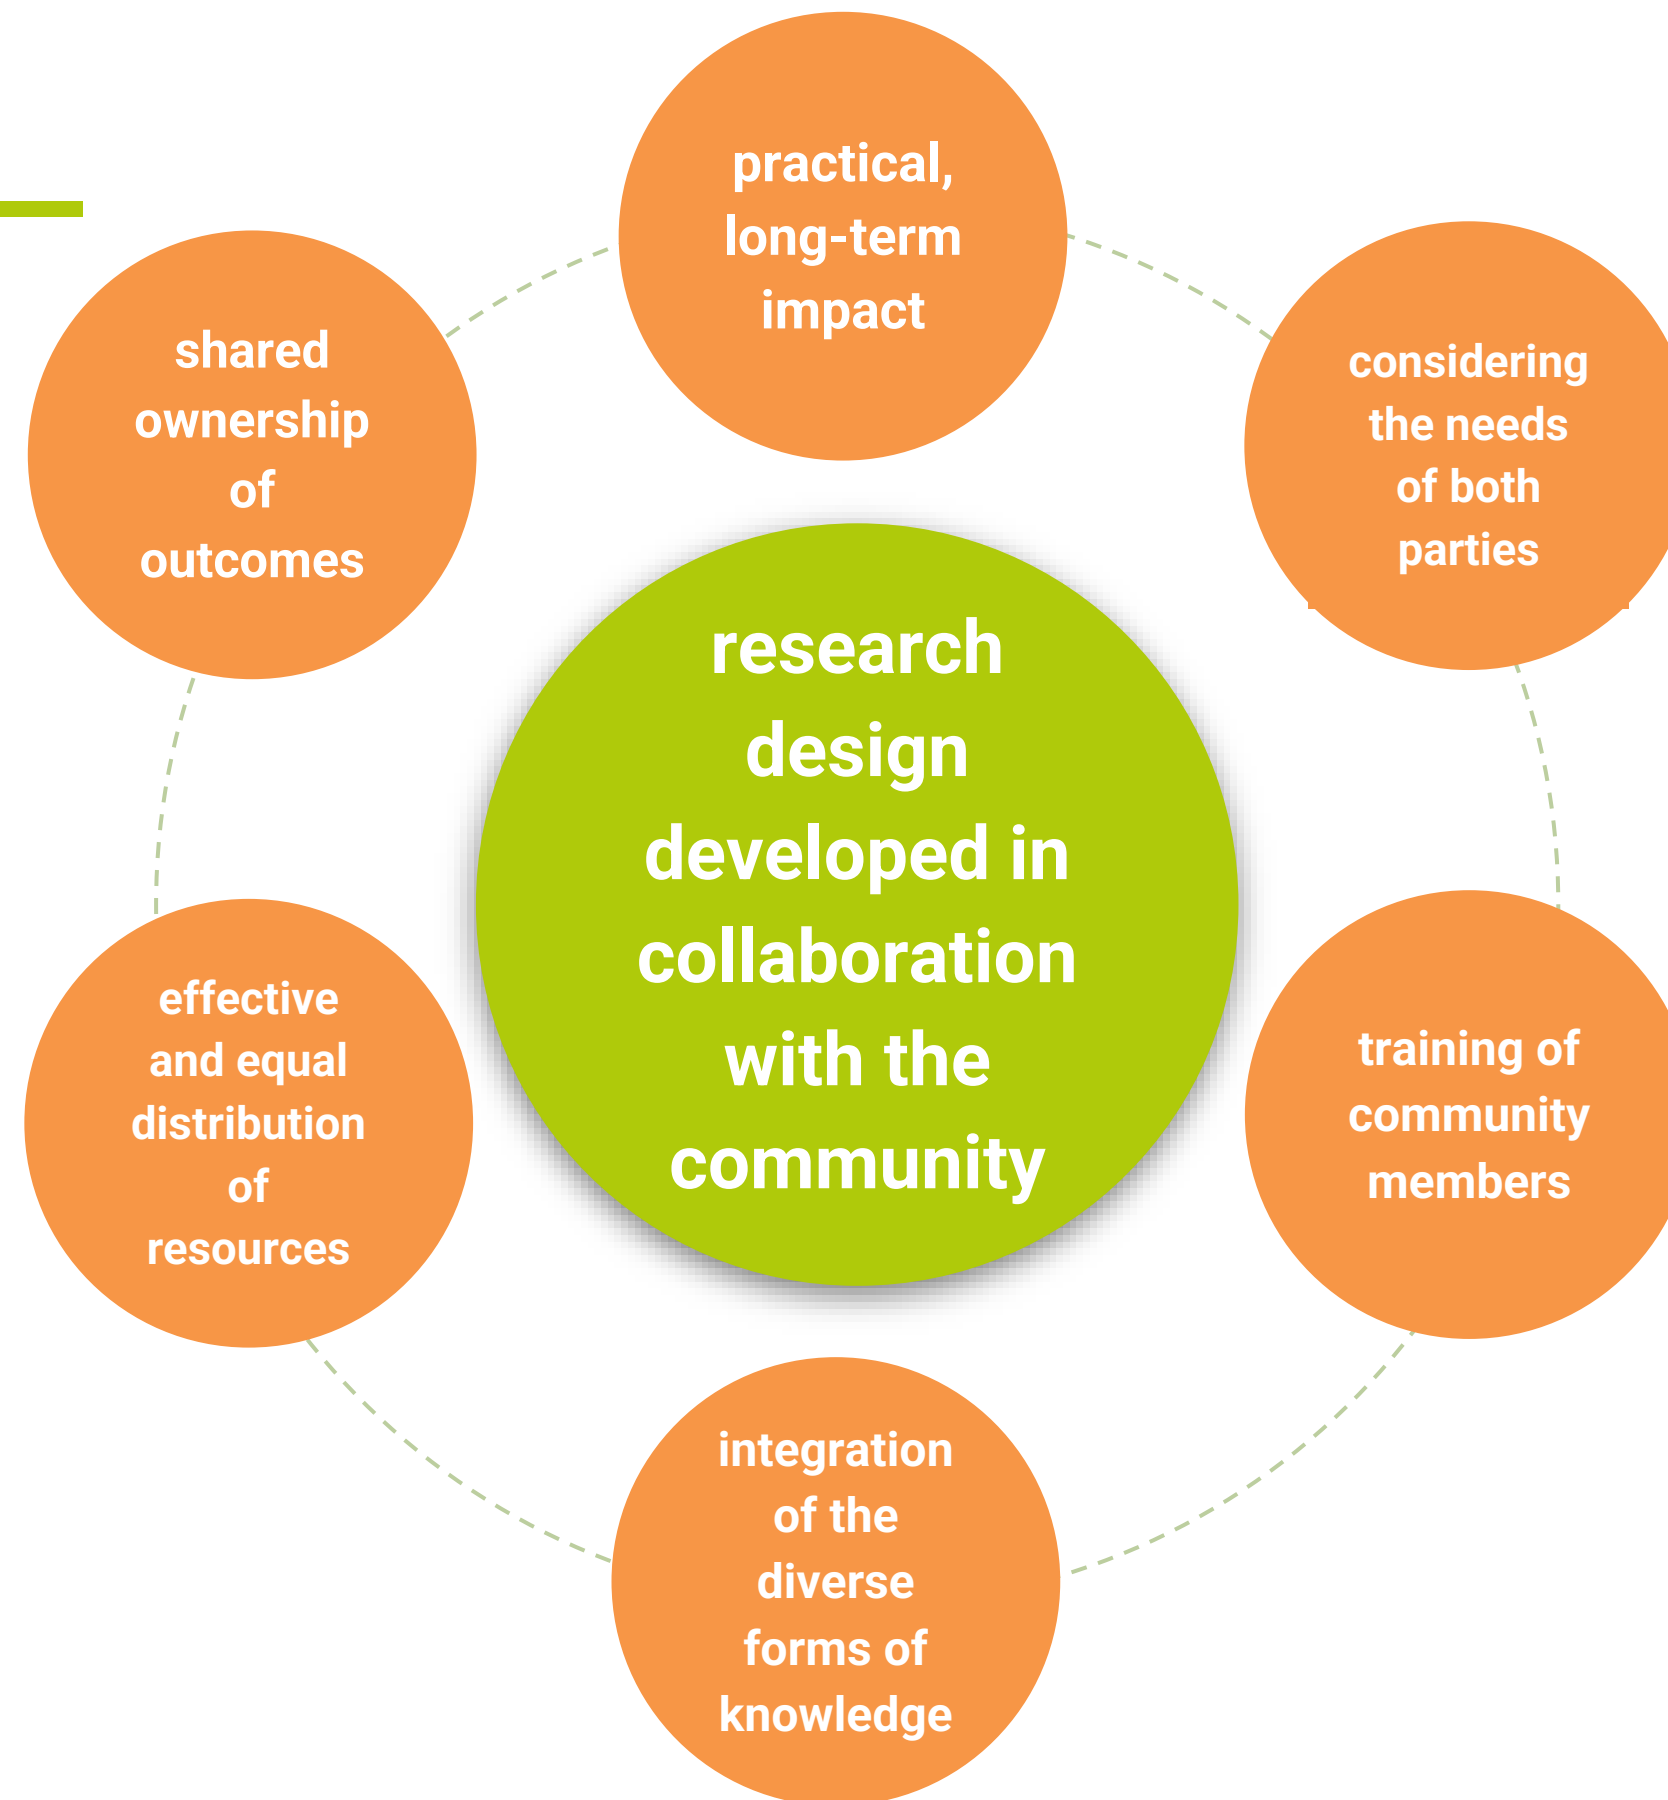 practical,
long-term
impact
considering
the needs
of both
parties
training of
community
members
integration
of the
diverse
forms of
knowledge
effective
and equal
distribution
of
resources
shared
ownership
of
outcomes
research
design
developed in
collaboration
with the
community